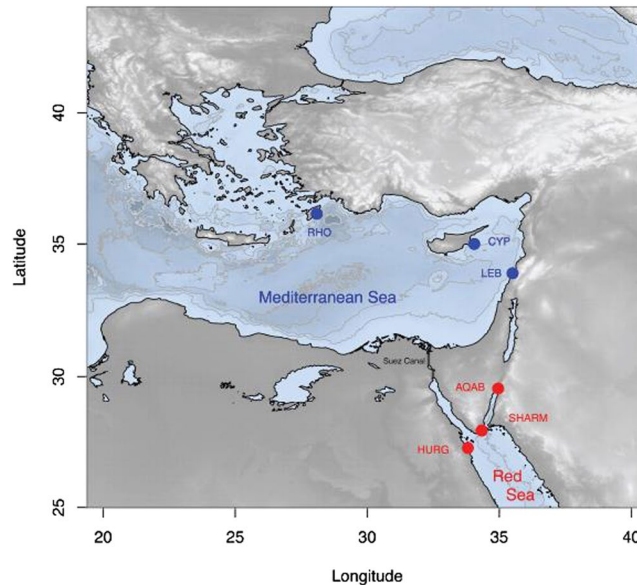 40
35
30
25
Latitude
RHO
CYP
LEB
Mediterranean Sea
Suez Canal
AQAB
SHARM
HURG
Red
Sea
20
25
30
35
40
Longitude